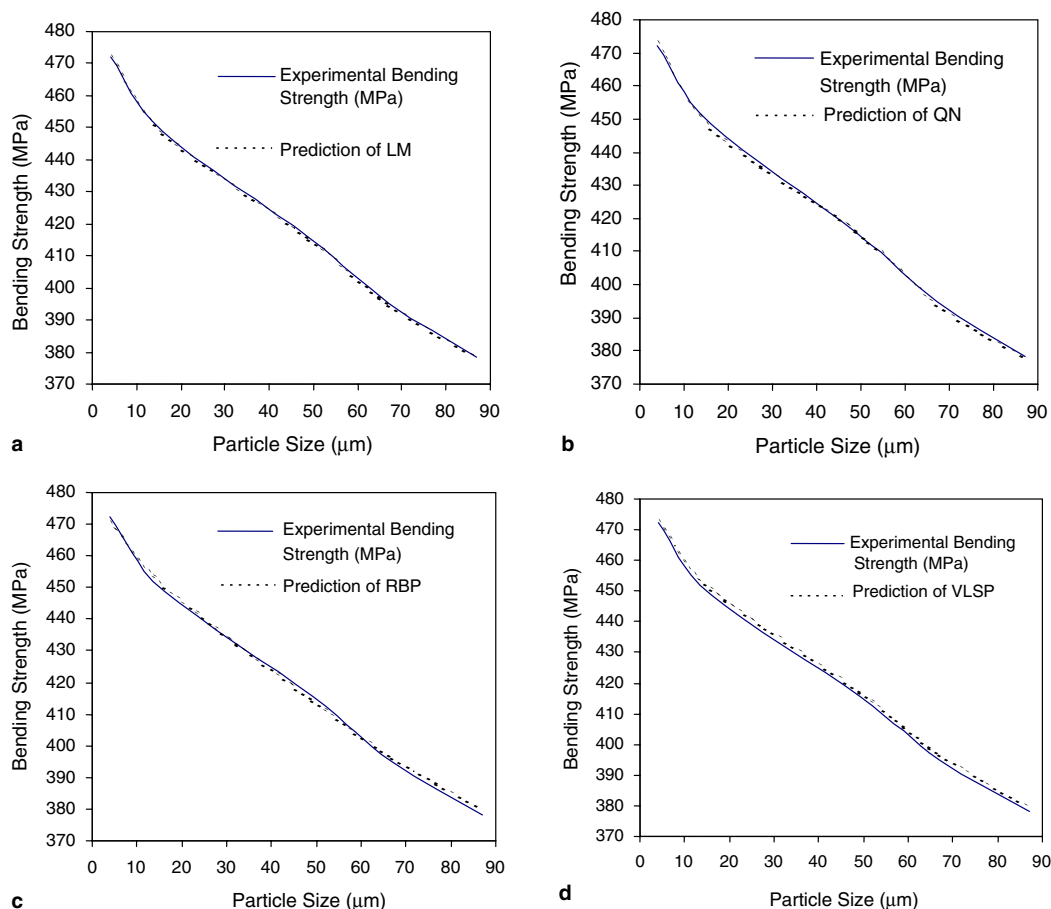 480
470
460
450
440
430
420
410
400
390
380
370
Bending Strength (MPa)
Experimental Bending
Strength (MPa)
Prediction of LM
0 10 20 30 40 50 60 70 80 90
Particle Size (μm)
a
480
470
460
450
440
430
420
410
400
390
380
370
Bending Strength (MPa)
Experimental Bending
Strength (MPa)
Prediction of QN
0 10 20 30 40 50 60 70 80 90
Particle Size (μm)
b
480
470
460
450
440
430
420
410
400
390
380
370
Bending Strength (MPa)
Experimental Bending
Strength (MPa)
Prediction of RBP
0 10 20 30 40 50 60 70 80 90
Particle Size (μm)
c
480
470
460
450
440
430
420
410
400
390
380
370
Bending Strength (MPa)
Experimental Bending
Strength (MPa)
Prediction of VLSP
0 10 20 30 40 50 60 70 80 90
Particle Size (μm)
d